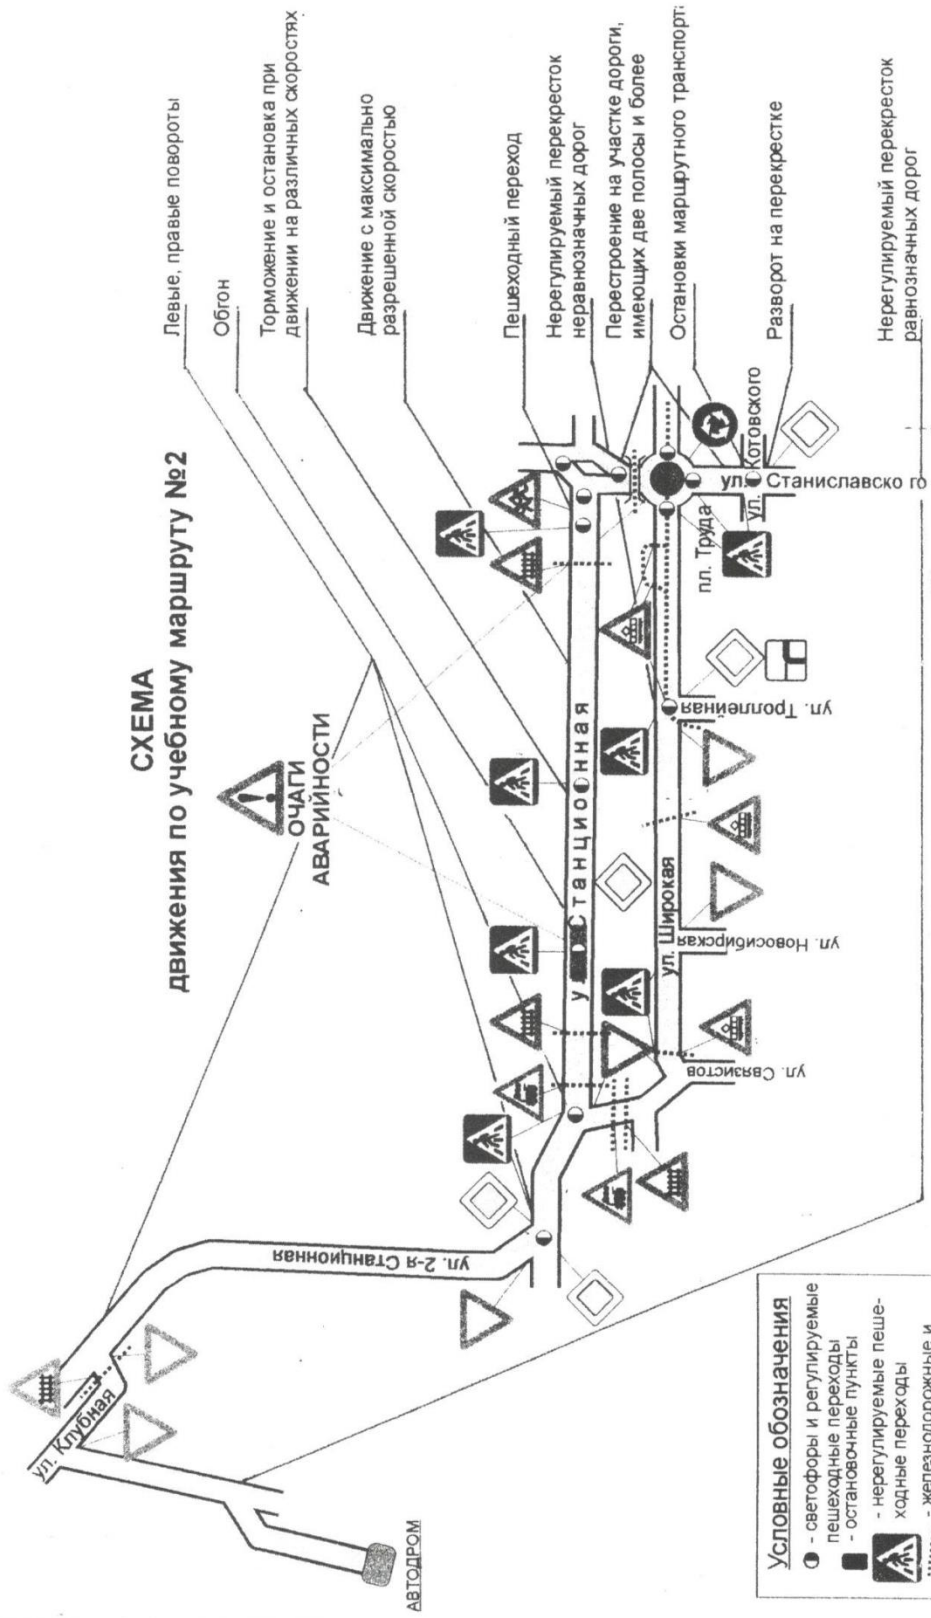 СХЕМА
движения по учебному маршруту №2
ОЧАГИ
АВАРИЙНОСТИ
Левые, правые повороты
Обгон
Торможение и остановка при
движении на различных скоростях
Движение с максимально
разрешенной скоростью
Пешеходный переход
Нерегулируемый перекресток
неравнозначных дорог
Перестроение на участке дороги,
имеющих две полосы и более
Остановки маршрутного транспорта
Разворот на перекрестке
Нерегулируемый перекресток
равнозначных дорог
ул. Клубная
ул. 2-я Станционная
Станционная
ул. Широкая
ул. Связистов
ул. Новосибирская
ул. Троллейная
пл. Труда
ул. Котовского
ул. Станиславско го
АВТОДРОМ
Условные обозначения
- светофоры и регулируемые
пешеходные переходы
- остановочные пункты
- нерегулируемые пеше-
ходные переходы
- железнодорожные и